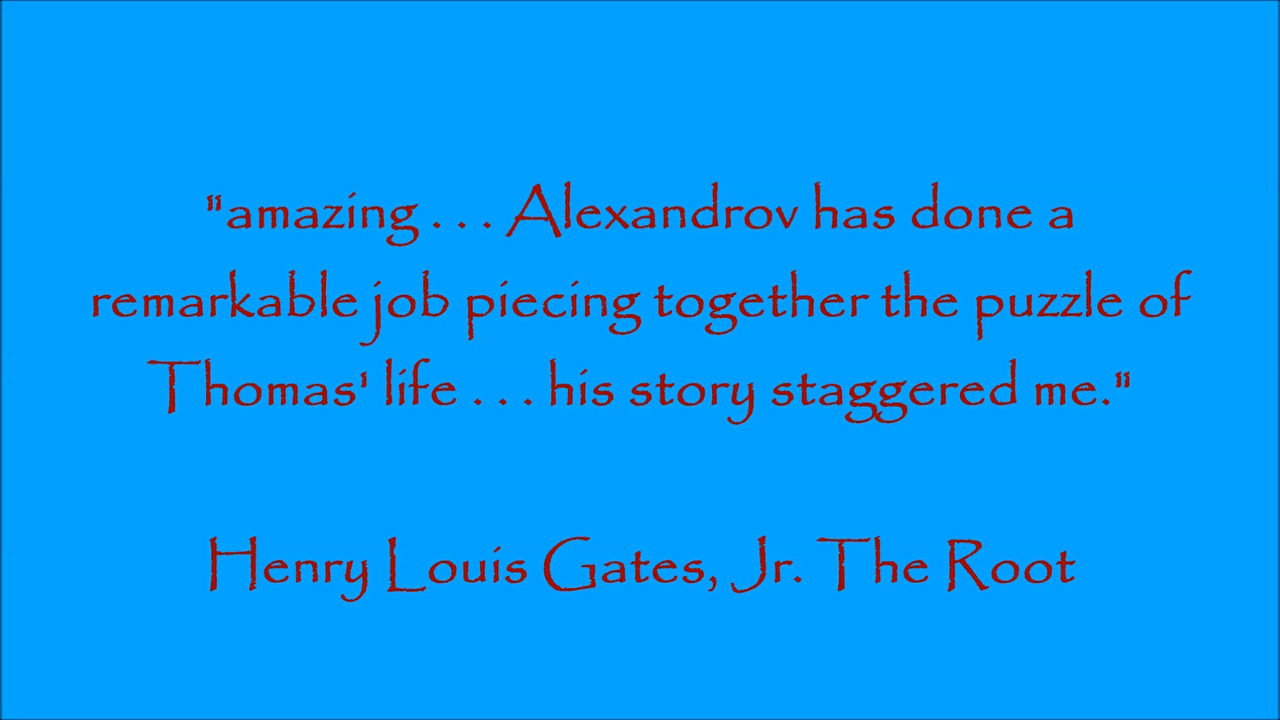 "amazing . . . Alexandrov has done a
remarkable job piecing together the puzzle of
Thomas' life . . . his story staggered me."
Henry Louis Gates, Jr. The Root